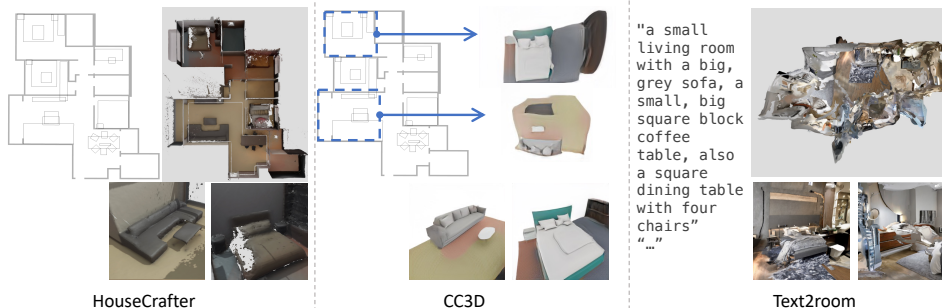 "a small
living room
with a big,
grey sofa, a
small, big
square block
coffee
table, also
a square
dining table
with four
chairs"
"…"
HouseCrafter
CC3D
Text2room